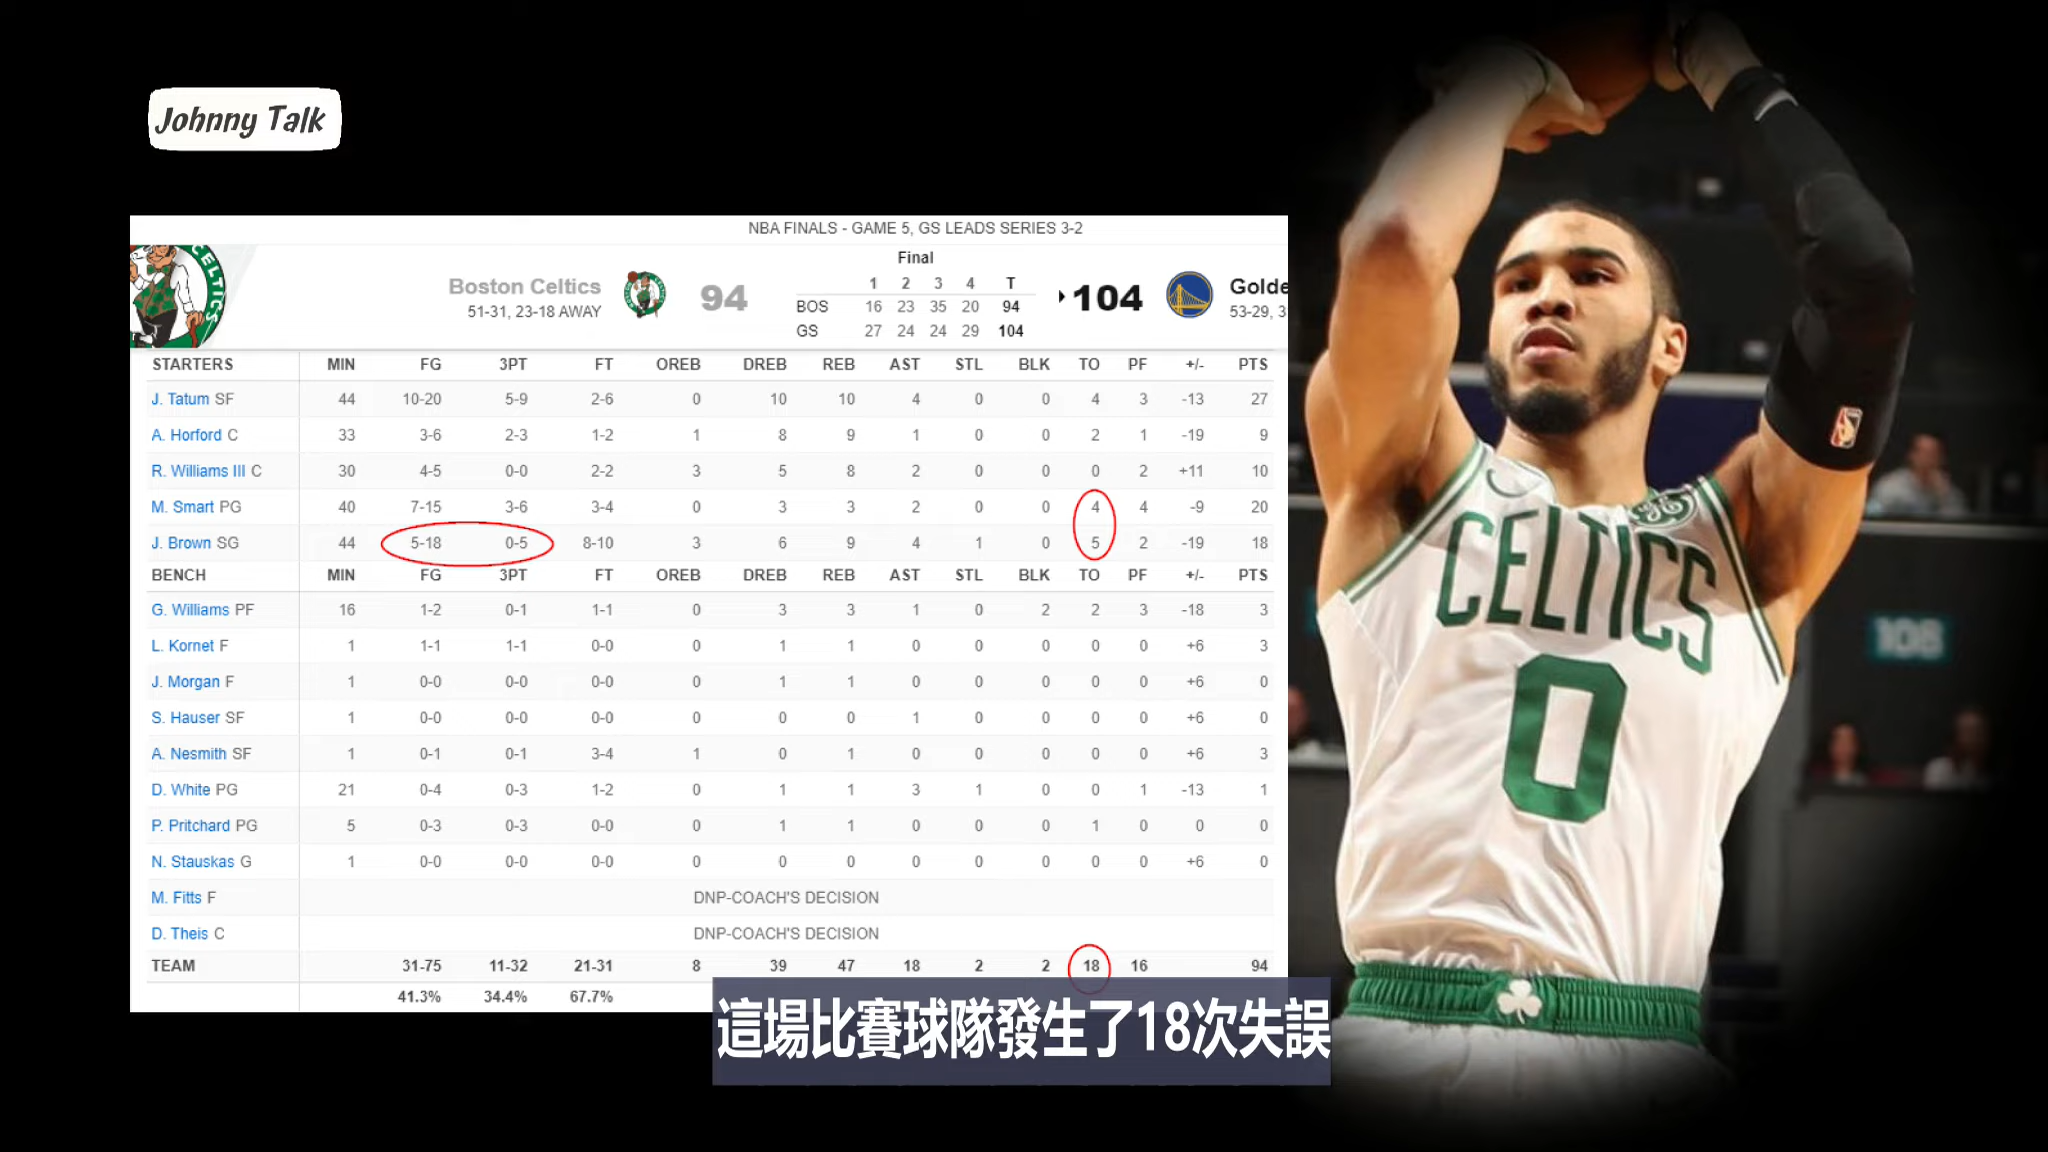 Johnny Talk
NBA FINALS - GAME 5, GS LEADS SERIES 3-2
Final
1 2 3 4 T
Boston Celtics 94 BOS 16 23 35 20 94 104 Golde
51-31, 23-18 AWAY GS 27 24 24 29 104 53-29, 3
CELTICS
STARTERS MIN FG 3PT FT OREB DREB REB AST STL BLK TO PF +/- PTS
J. Tatum SF 44 10-20 5-9 2-6 0 10 10 4 0 0 4 3 -13 27
A. Horford C 33 3-6 2-3 1-2 1 8 9 1 0 0 2 1 -19 9
R. Williams III C 30 4-5 0-0 2-2 3 5 8 2 0 0 0 2 +11 10
M. Smart PG 40 7-15 3-6 3-4 0 3 3 2 0 0 4 4 -9 20
J. Brown SG 44 5-18 0-5 8-10 3 6 9 4 1 0 5 2 -19 18
BENCH MIN FG 3PT FT OREB DREB REB AST STL BLK TO PF +/- PTS
G. Williams PF 16 1-2 0-1 1-1 0 3 3 1 0 2 2 3 -18 3
L. Kornet F 1 1-1 1-1 0-0 0 1 1 0 0 0 0 0 +6 3
J. Morgan F 1 0-0 0-0 0-0 0 1 1 0 0 0 0 0 +6 0
S. Hauser SF 1 0-0 0-0 0-0 0 0 0 1 0 0 0 0 +6 0
A. Nesmith SF 1 0-1 0-1 3-4 1 0 1 0 0 0 0 0 +6 3
D. White PG 21 0-4 0-3 1-2 0 1 1 3 1 0 0 1 -13 1
P. Pritchard PG 5 0-3 0-3 0-0 0 1 1 0 0 0 1 0 0 0
N. Stauskas G 1 0-0 0-0 0-0 0 0 0 0 0 0 0 0 +6 0
M. Fitts F DNP-COACH'S DECISION
D. Theis C DNP-COACH'S DECISION
TEAM 31-75 11-32 21-31 8 39 47 18 2 2 18 16 94
41.3% 34.4% 67.7%
這場比賽球隊發生了18次失誤
CELTICS
0
108